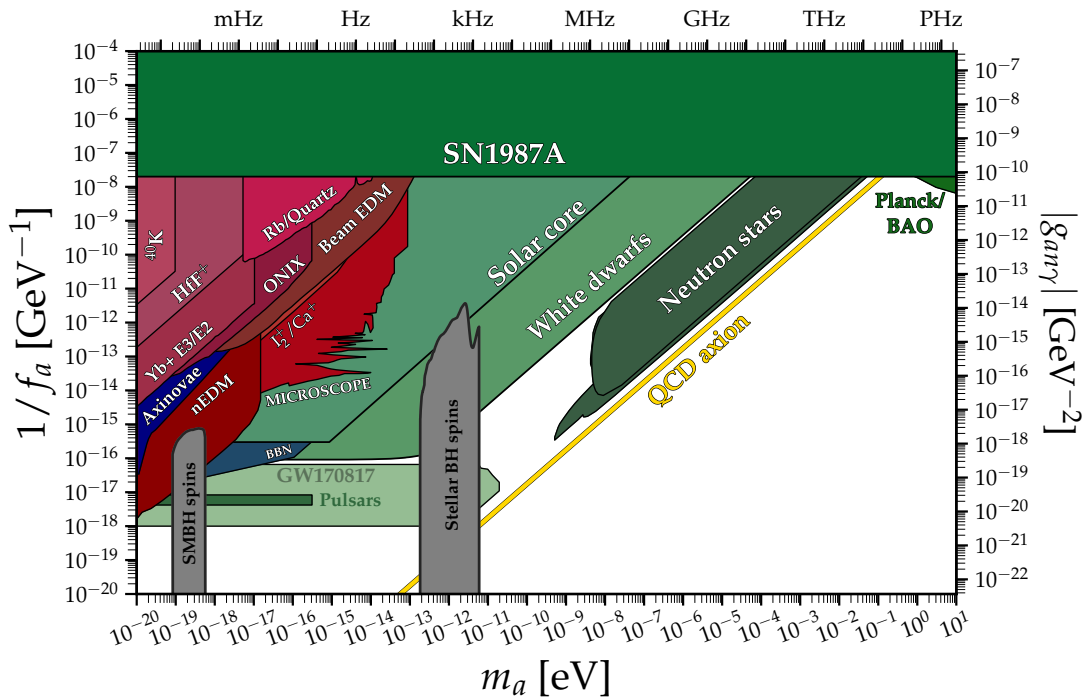 mHz Hz kHz MHz GHz THz PHz
10⁻⁴
10⁻⁵
10⁻⁶
10⁻⁷
10⁻⁸
10⁻⁹
10⁻¹⁰
10⁻¹¹
10⁻¹²
10⁻¹³
10⁻¹⁴
10⁻¹⁵
10⁻¹⁶
10⁻¹⁷
10⁻¹⁸
10⁻¹⁹
10⁻²⁰
1/fₐ [GeV⁻¹]
SN1987A
⁴⁰K
HfF⁺
Rb/Quartz
Beam EDM
ONIX
Yb+ E3/E2
I₂⁺/Ca⁺
Axinovae
nEDM
MICROSCOPE
BBN
GW170817
Pulsars
SMBH spins
Stellar BH spins
Solar core
White dwarfs
Neutron stars
QCD axion
Planck/
BAO
10⁻⁷
10⁻⁸
10⁻⁹
10⁻¹⁰
10⁻¹¹
10⁻¹²
10⁻¹³
10⁻¹⁴
10⁻¹⁵
10⁻¹⁶
10⁻¹⁷
10⁻¹⁸
10⁻¹⁹
10⁻²⁰
10⁻²¹
10⁻²²
|g_{anγ}| [GeV⁻²]
10⁻²⁰ 10⁻¹⁹ 10⁻¹⁸ 10⁻¹⁷ 10⁻¹⁶ 10⁻¹⁵ 10⁻¹⁴ 10⁻¹³ 10⁻¹² 10⁻¹¹ 10⁻¹⁰ 10⁻⁹ 10⁻⁸ 10⁻⁷ 10⁻⁶ 10⁻⁵ 10⁻⁴ 10⁻³ 10⁻² 10⁻¹ 10⁰ 10¹
mₐ [eV]